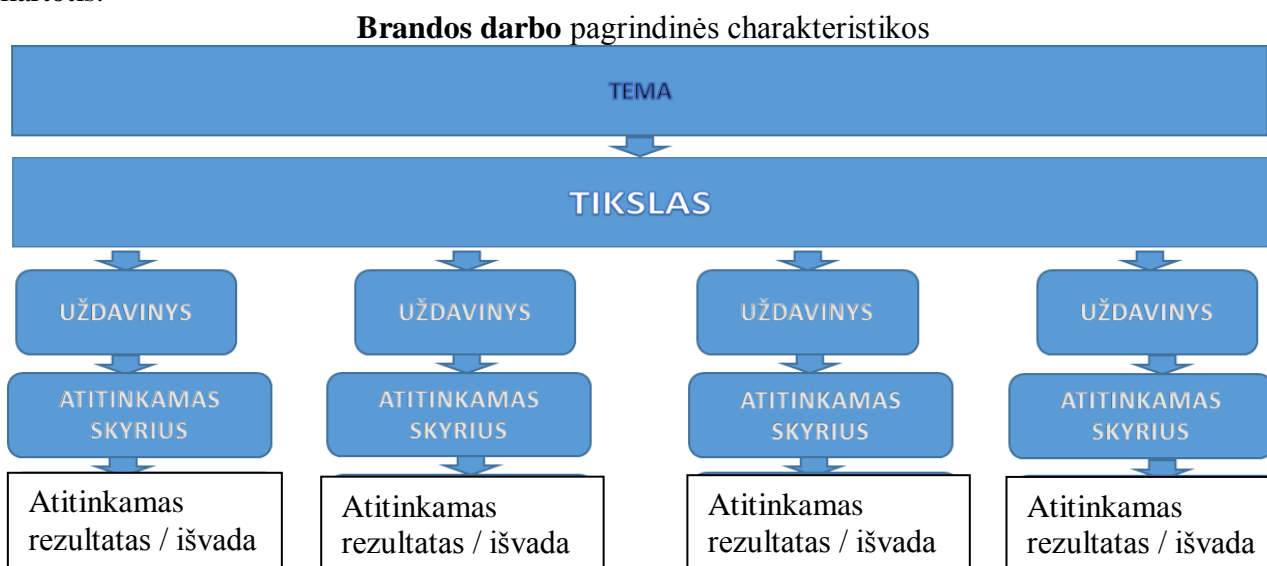 Brandos darbo pagrindinės charakteristikos
TEMA
TIKSLAS
UŽDAVINYS UŽDAVINYS UŽDAVINYS UŽDAVINYS
ATITINKAMAS ATITINKAMAS ATITINKAMAS ATITINKAMAS
SKYRIUS SKYRIUS SKYRIUS SKYRIUS
Atitinkamas Atitinkamas Atitinkamas Atitinkamas
rezultatas / išvada rezultatas / išvada rezultatas / išvada rezultatas / išvada